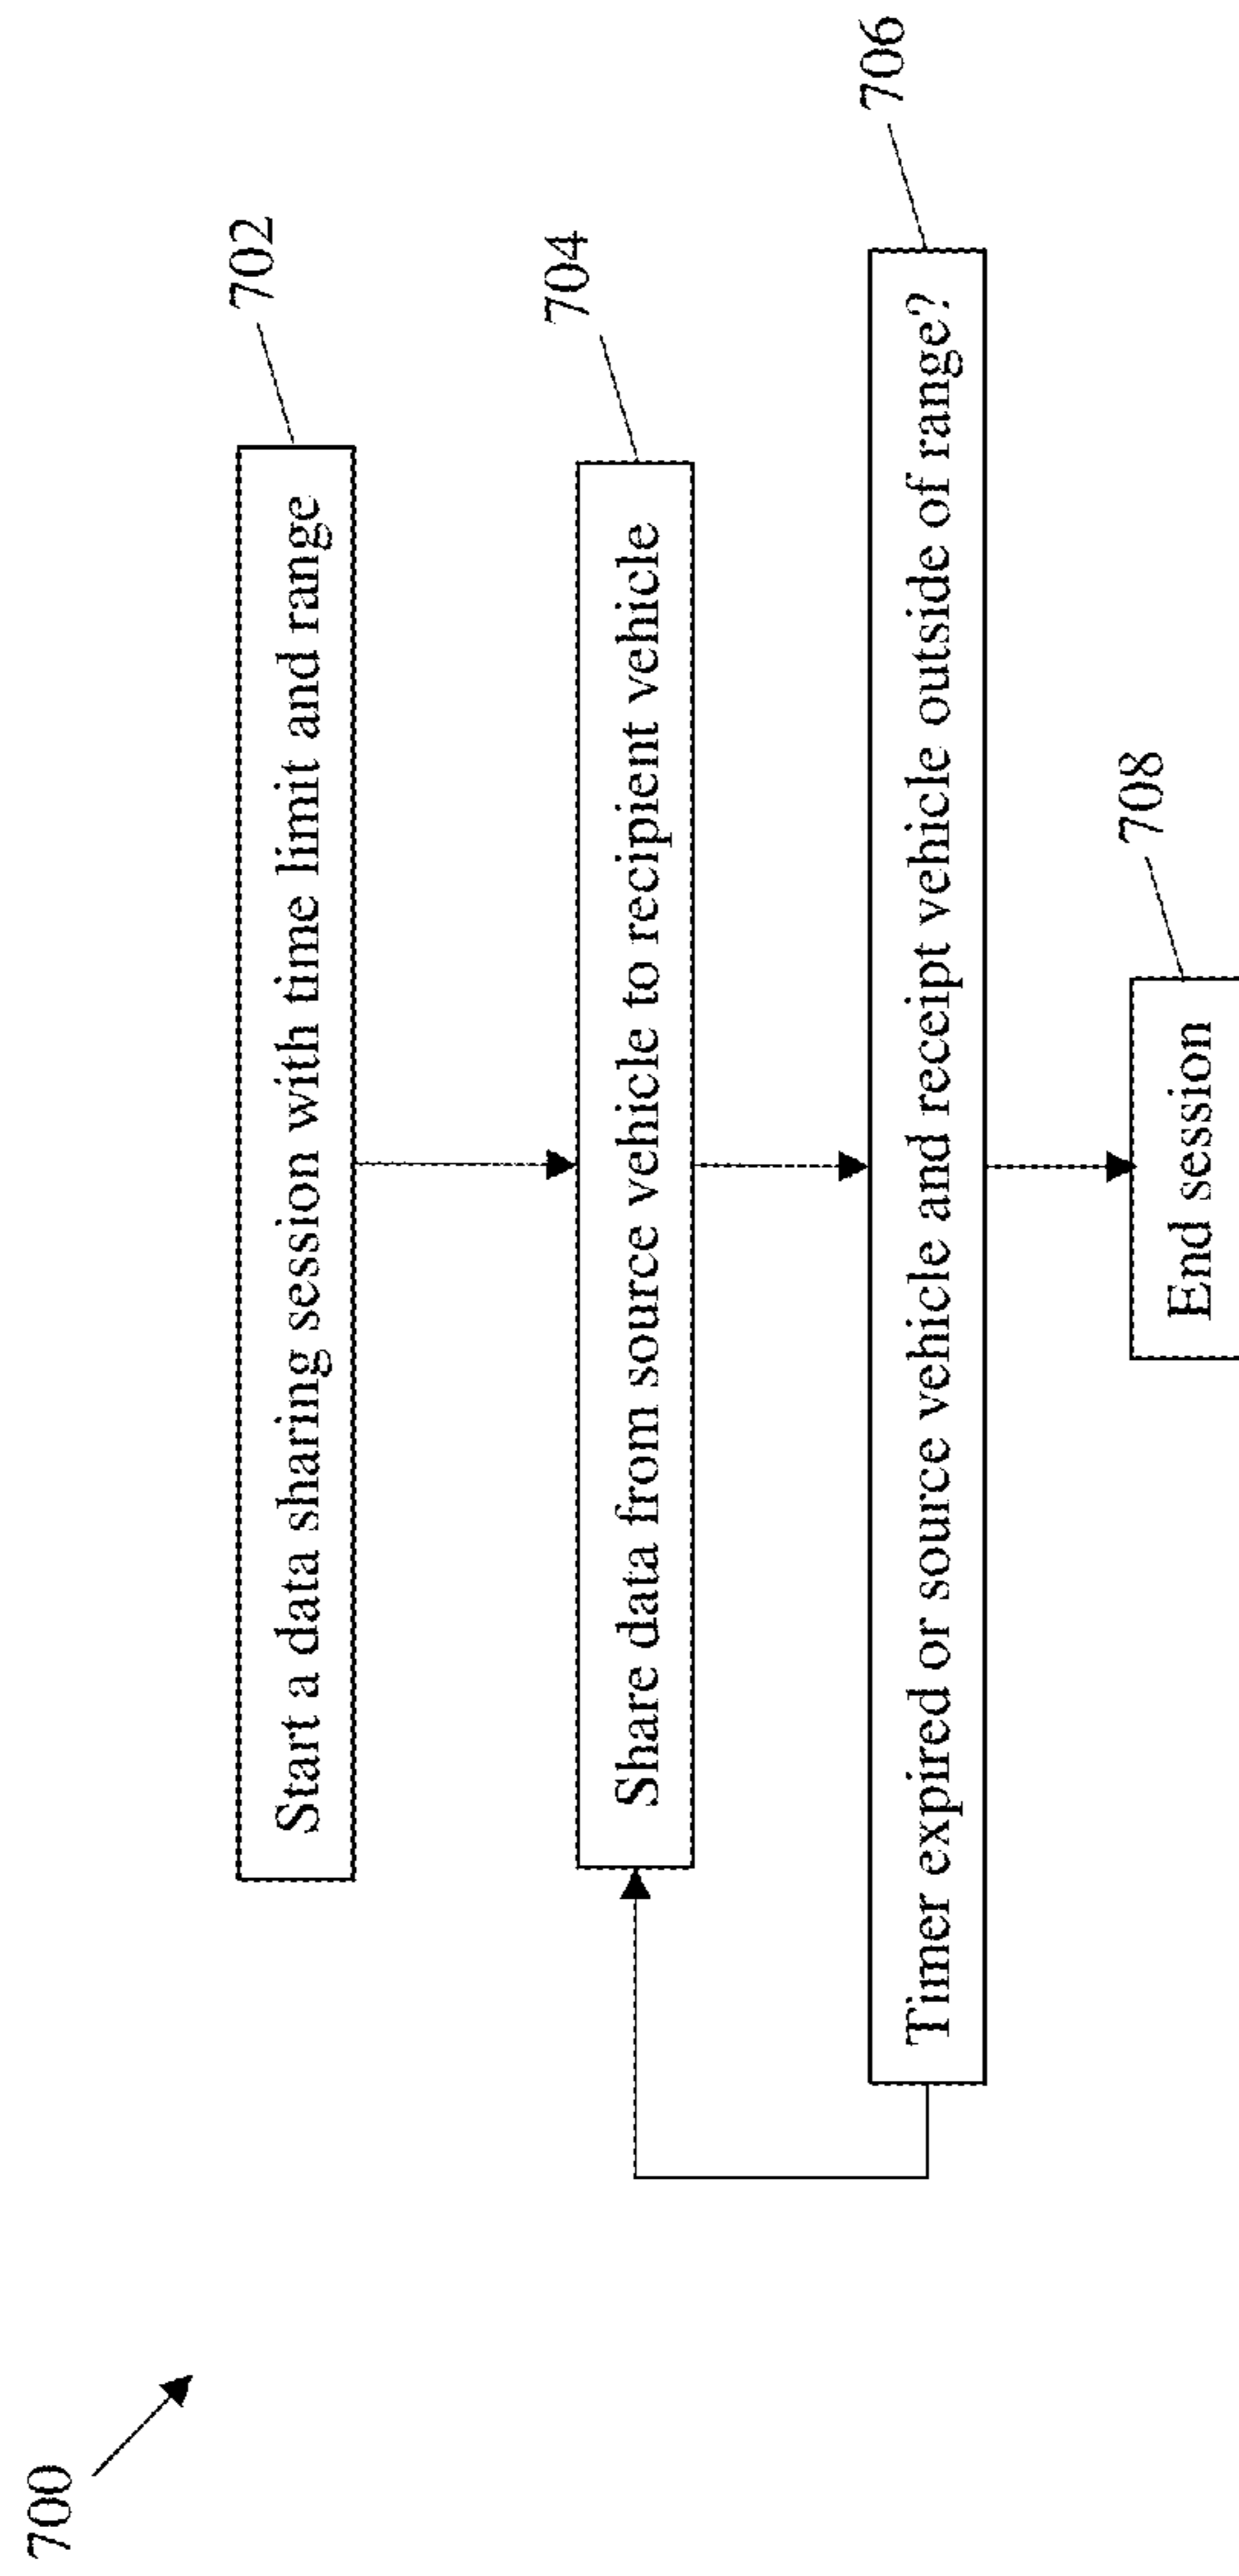 700
702
Start a data sharing session with time limit and range
704
Share data from source vehicle to recipient vehicle
706
Timer expired or source vehicle and receipt vehicle outside of range?
708
End session